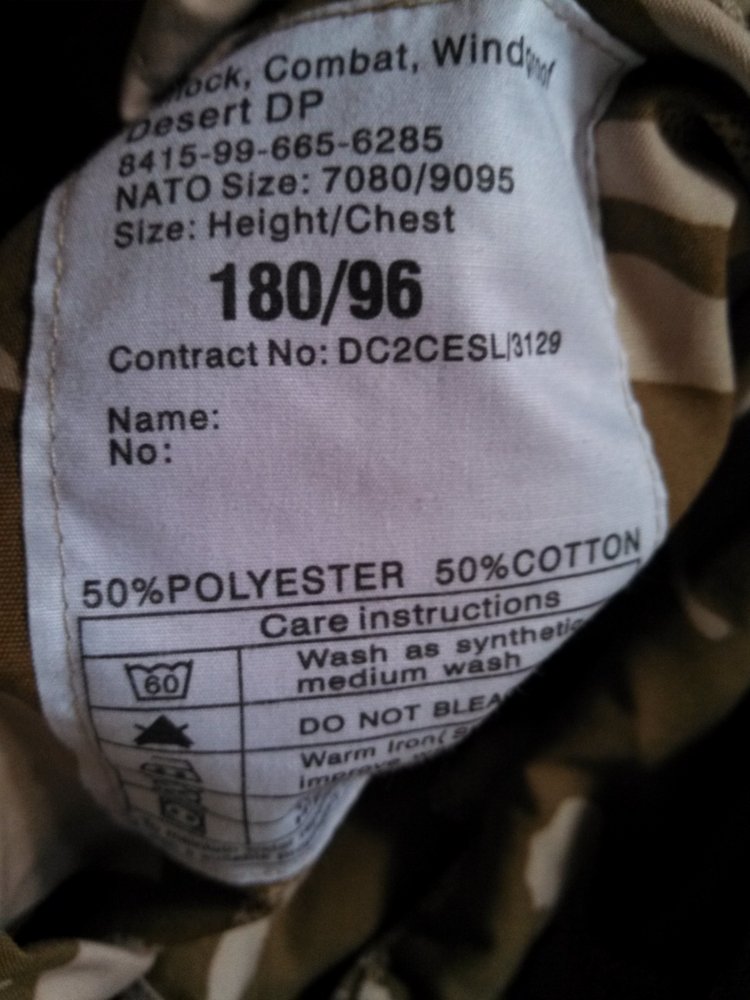 Combat, Windproof
Desert DP
8415-99-665-6285
NATO Size: 7080/9095
Size: Height/Chest
180/96
Contract No: DC2CESL/3129
Name:
No:
50%POLYESTER 50%COTTON
Care instructions
60
Wash as synthetic
medium wash
DO NOT
Warm Iron(
improve